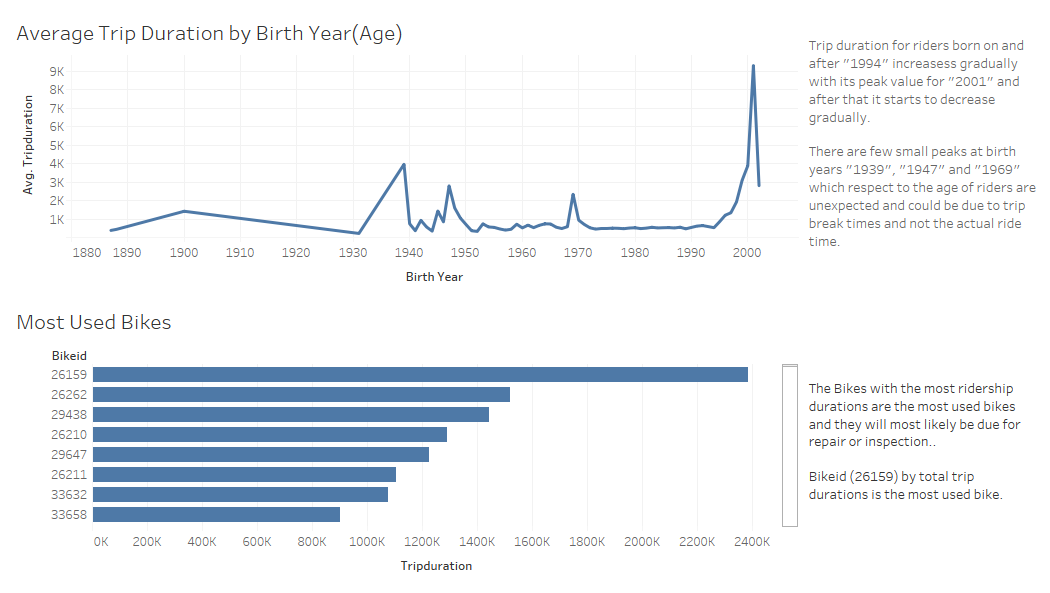 Average Trip Duration by Birth Year(Age)
9K
8K
7K
6K
5K
4K
3K
2K
1K
Avg. Tripduration
1880 1890 1900 1910 1920 1930 1940 1950 1960 1970 1980 1990 2000
Birth Year
Trip duration for riders born on and
after "1994" increasess gradually
with its peak value for "2001" and
after that it starts to decrease
gradually.
There are few small peaks at birth
years "1939", "1947" and "1969"
which respect to the age of riders are
unexpected and could be due to trip
break times and not the actual ride
time.
Most Used Bikes
Bikeid
26159
26262
29438
26210
29647
26211
33632
33658
0K 200K 400K 600K 800K 1000K 1200K 1400K 1600K 1800K 2000K 2200K 2400K
Tripduration
The Bikes with the most ridership
durations are the most used bikes
and they will most likely be due for
repair or inspection..
Bikeid (26159) by total trip
durations is the most used bike.